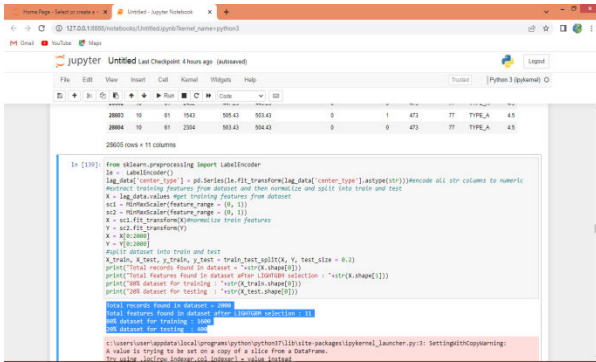 Home Page - Select or create a
Untitled - Jupyter Notebook
127.0.0.1:8888/notebooks/Untitled.ipynb?kernel_name=python3
Gmail YouTube Maps
jupyter Untitled Last Checkpoint: 4 hours ago (autosaved) Logout
File Edit View Insert Cell Kernel Widgets Help Trusted Python 3 (ipykernel)
Run Code
28603 10 61 1543 505.43 503.43 0 1 473 77 TYPE_A 4.5
28604 10 61 2304 503.43 504.43 0 0 473 77 TYPE_A 4.5
28605 rows × 11 columns
In [139]: from sklearn.preprocessing import LabelEncoder
le = LabelEncoder()
lag_data['center_type'] = pd.Series(le.fit_transform(lag_data['center_type'].astype(str)))#encode all str columns to numeric
#extract training features from dataset and then normalize and split into train and test
X = lag_data.values #get training features from dataset
sc1 = MinMaxScaler(feature_range = (0, 1))
sc2 = MinMaxScaler(feature_range = (0, 1))
X = sc1.fit_transform(X)#normalize train features
Y = sc2.fit_transform(Y)
X = X[0:2000]
Y = Y[0:2000]
#split dataset into train and test
X_train, X_test, y_train, y_test = train_test_split(X, Y, test_size = 0.2)
print("Total records found in dataset = "+str(X.shape[0]))
print("Total features found in dataset after LIGHTGBM selection : "+str(X.shape[1]))
print("80% dataset for training : "+str(X_train.shape[0]))
print("20% dataset for testing : "+str(X_test.shape[0]))
Total records found in dataset = 2000
Total features found in dataset after LIGHTGBM selection : 11
80% dataset for training : 1600
20% dataset for testing : 400
c:\users\user\appdata\local\programs\python\python37\lib\site-packages\ipykernel_launcher.py:3: SettingWithCopyWarning:
A value is trying to be set on a copy of a slice from a DataFrame.
Try using .loc[row_indexer,col_indexer] = value instead